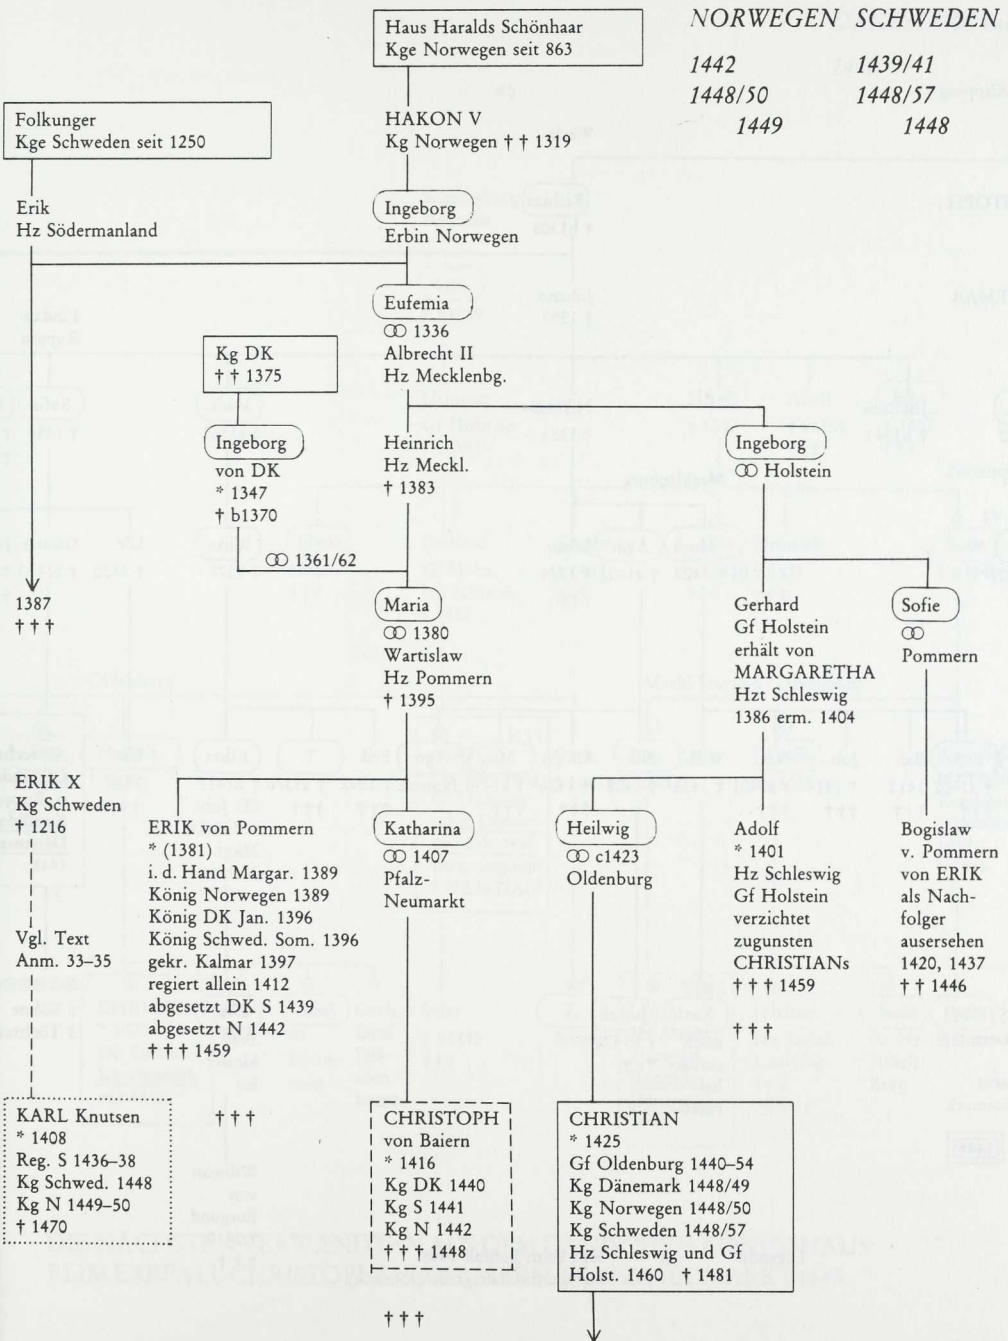 NORWEGEN SCHWEDEN
1442 1439/41
1448/50 1448/57
1449 1448
Haus Haralds Schönhaar
Kge Norwegen seit 863
Folkunger
Kge Schweden seit 1250
HAKON V
Kg Norwegen † † 1319
Erik
Hz Södermanland
Ingeborg
Erbin Norwegen
Eufemia
⚭ 1336
Albrecht II
Hz Mecklenbg.
Kg DK
† † 1375
Ingeborg
von DK
* 1347
† b1370
Heinrich
Hz Meckl.
† 1383
Ingeborg
⚭ Holstein
⚭ 1361/62
1387
† † †
Maria
⚭ 1380
Wartislaw
Hz Pommern
† 1395
Gerhard
Gf Holstein
erhält von
MARGARETHA
Hzt Schleswig
1386 erm. 1404
Sofie
⚭
Pommern
ERIK X
Kg Schweden
† 1216
Vgl. Text
Anm. 33–35
ERIK von Pommern
* (1381)
i. d. Hand Margar. 1389
König Norwegen 1389
König DK Jan. 1396
König Schwed. Som. 1396
gekr. Kalmar 1397
regiert allein 1412
abgesetzt DK S 1439
abgesetzt N 1442
† † † 1459
Katharina
⚭ 1407
Pfalz-
Neumarkt
Heilwig
⚭ c1423
Oldenburg
Adolf
* 1401
Hz Schleswig
Gf Holstein
verzichtet
zugunsten
CHRISTIANs
† † † 1459
† † †
Bogislaw
v. Pommern
von ERIK
als Nach-
folger
ausersehen
1420, 1437
† † 1446
KARL Knutsen
* 1408
Reg. S 1436–38
Kg Schwed. 1448
Kg N 1449–50
† 1470
† † †
CHRISTOPH
von Baiern
* 1416
Kg DK 1440
Kg S 1441
Kg N 1442
† † † 1448
† † †
CHRISTIAN
* 1425
Gf Oldenburg 1440–54
Kg Dänemark 1448/49
Kg Norwegen 1448/50
Kg Schweden 1448/57
Hz Schleswig und Gf
Holst. 1460 † 1481